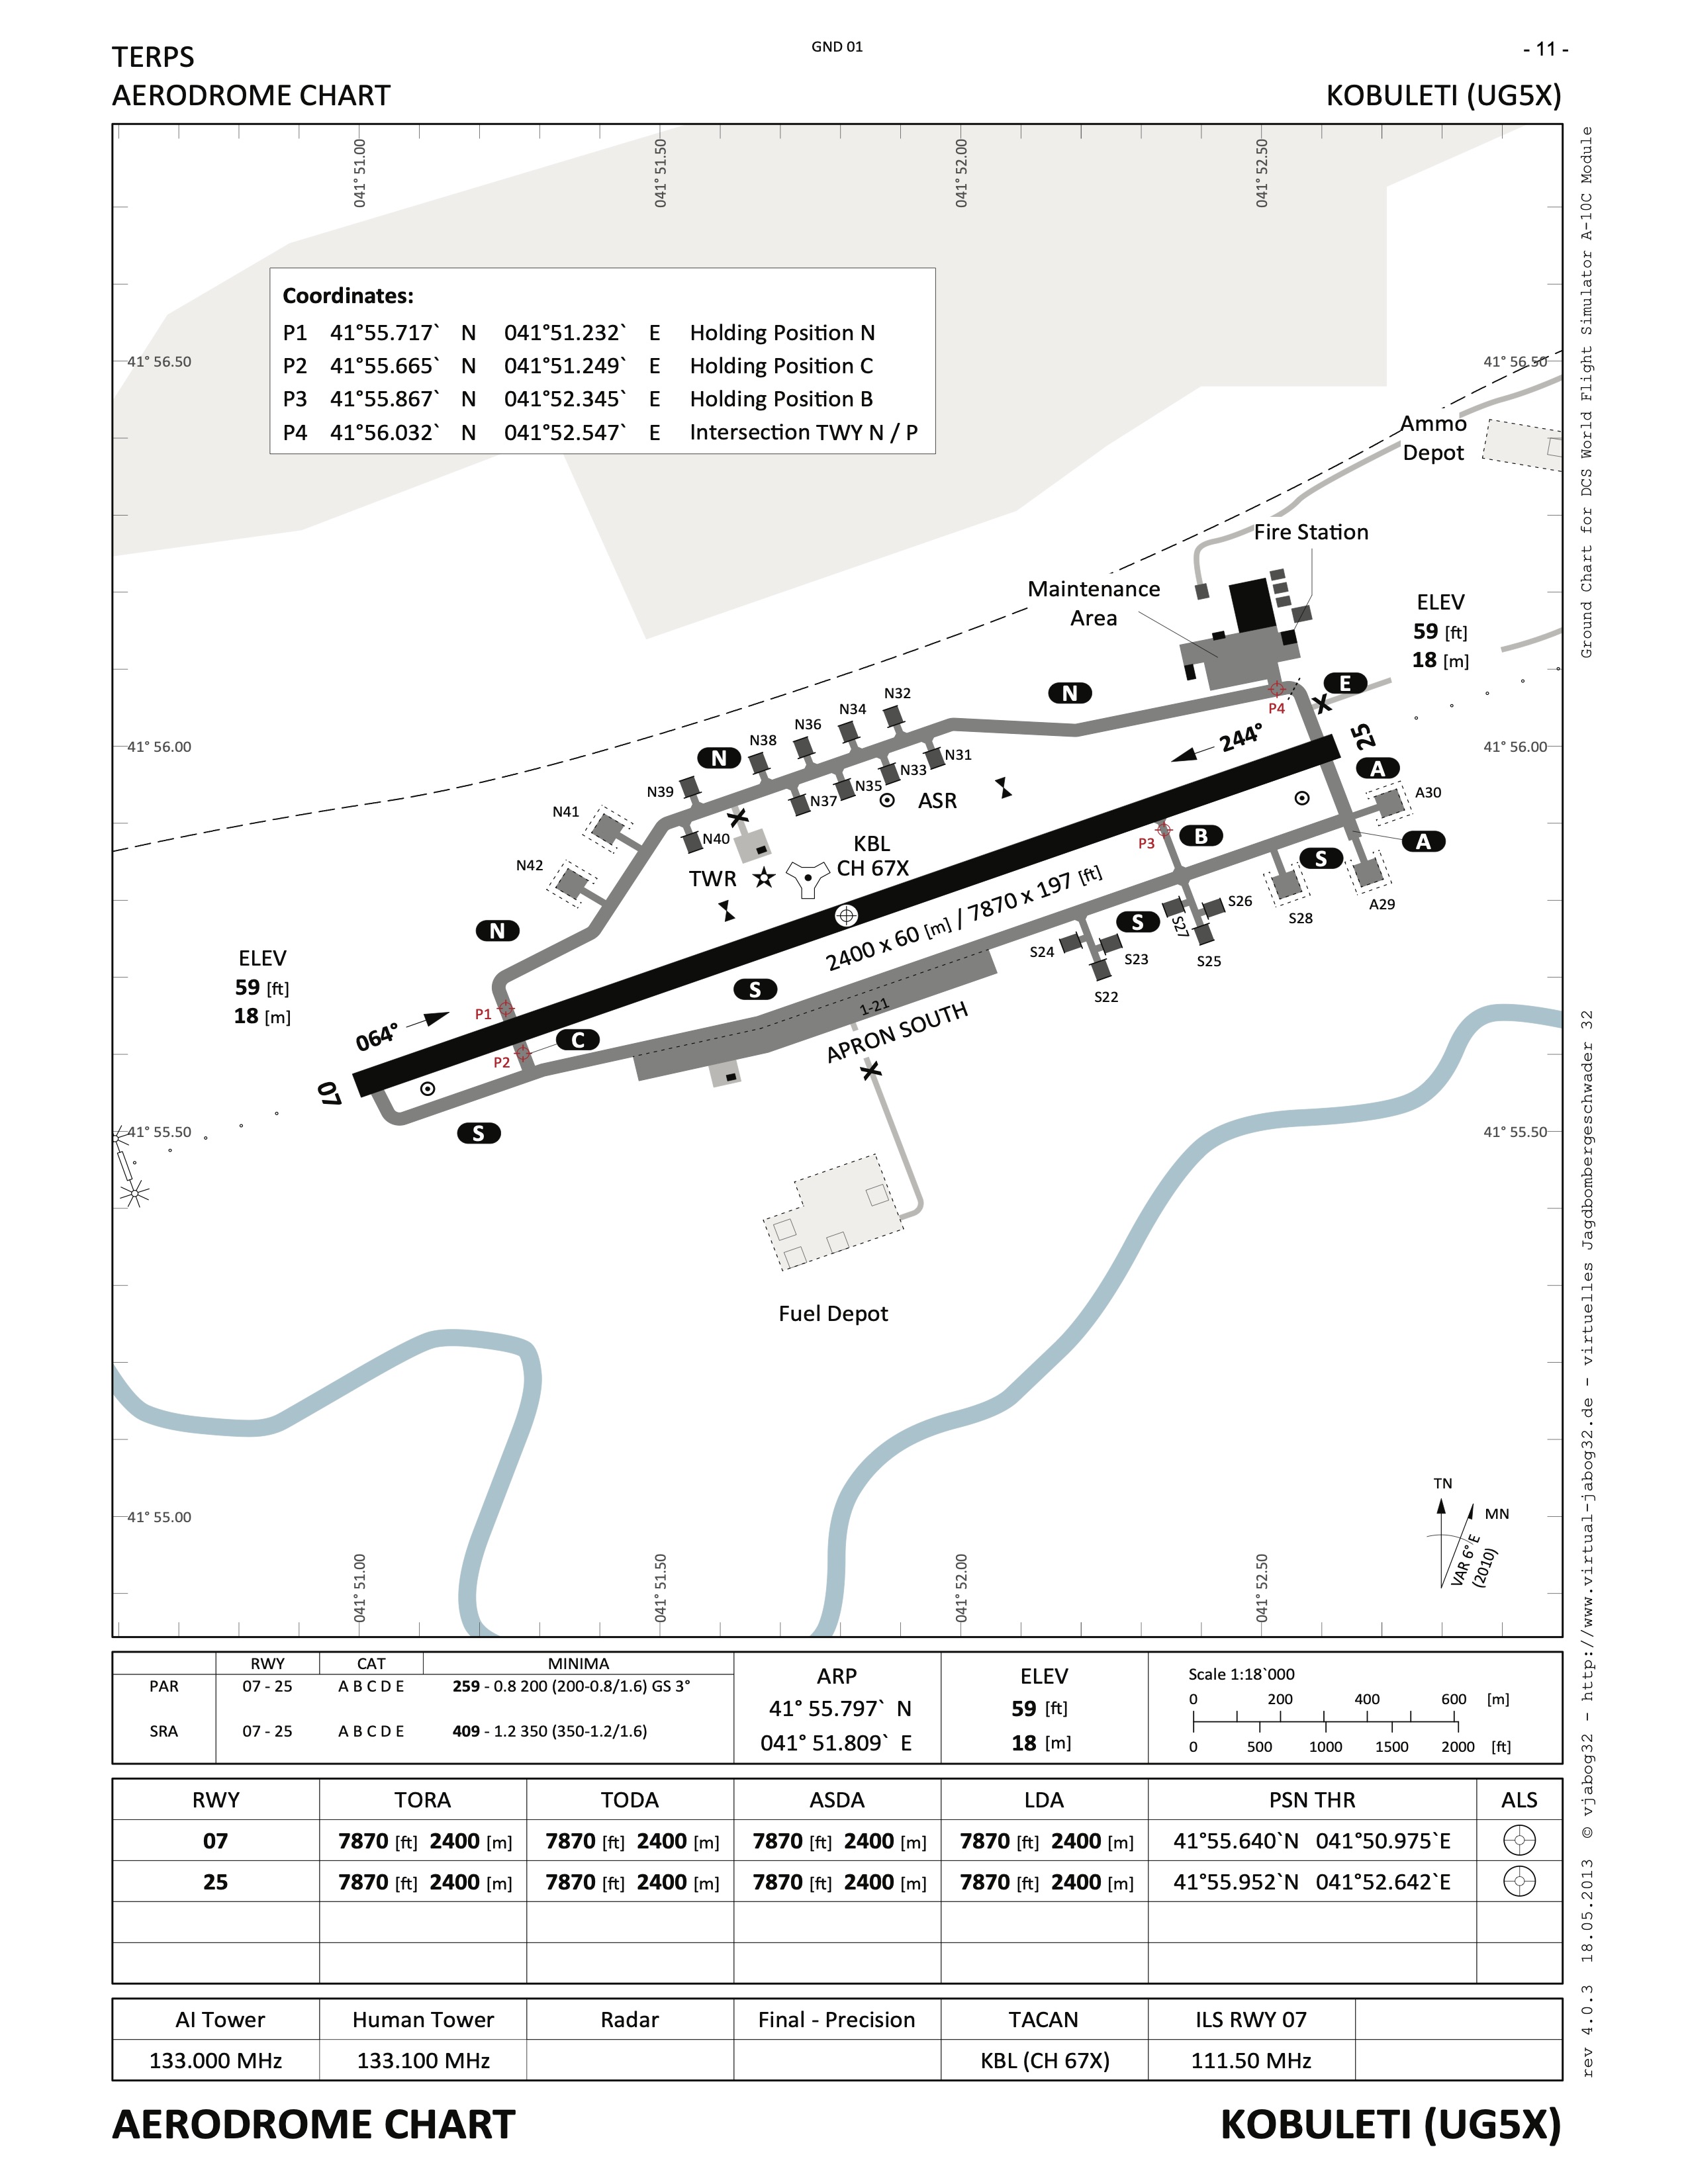 TERPS
GND 01
- 11 -
AERODROME CHART
KOBULETI (UG5X)
041° 51.00
041° 51.50
041° 52.00
041° 52.50
Coordinates:
P1 41°55.717` N 041°51.232` E Holding Position N
P2 41°55.665` N 041°51.249` E Holding Position C
P3 41°55.867` N 041°52.345` E Holding Position B
P4 41°56.032` N 041°52.547` E Intersection TWY N / P
41° 56.50
41° 56.50
Ammo
Depot
Fire Station
Maintenance
Area
ELEV
59 [ft]
18 [m]
E
N
P4
N32
N34
N36
N38
N
N31
N33
N35
N37
N39
N40
N41
N42
244°
25
41° 56.00
41° 56.00
A
A30
ASR
KBL
CH 67X
TWR
P3
B
A
S
A29
S28
S26
S27
S25
S
S24
S23
S22
2400 x 60 [m] / 7870 x 197 [ft]
N
ELEV
59 [ft]
18 [m]
S
1-21
APRON SOUTH
P1
064°
C
P2
07
S
41° 55.50
41° 55.50
Fuel Depot
TN
MN
VAR 6° E
(2010)
41° 55.00
041° 51.00
041° 51.50
041° 52.00
041° 52.50
RWY CAT MINIMA
PAR 07 - 25 A B C D E 259 - 0.8 200 (200-0.8/1.6) GS 3°
SRA 07 - 25 A B C D E 409 - 1.2 350 (350-1.2/1.6)
ARP
41° 55.797` N
041° 51.809` E
ELEV
59 [ft]
18 [m]
Scale 1:18`000
0 200 400 600 [m]
0 500 1000 1500 2000 [ft]
RWY TORA TODA ASDA LDA PSN THR ALS
07 7870 [ft] 2400 [m] 7870 [ft] 2400 [m] 7870 [ft] 2400 [m] 7870 [ft] 2400 [m] 41°55.640`N 041°50.975`E
25 7870 [ft] 2400 [m] 7870 [ft] 2400 [m] 7870 [ft] 2400 [m] 7870 [ft] 2400 [m] 41°55.952`N 041°52.642`E
AI Tower Human Tower Radar Final - Precision TACAN ILS RWY 07
133.000 MHz 133.100 MHz KBL (CH 67X) 111.50 MHz
AERODROME CHART
KOBULETI (UG5X)
rev 4.0.3 18.05.2013 © vjabog32 - http://www.virtual-jabog32.de - virtuelles Jagdbombergeschwader 32
Ground Chart for DCS World Flight Simulator A-10C Module